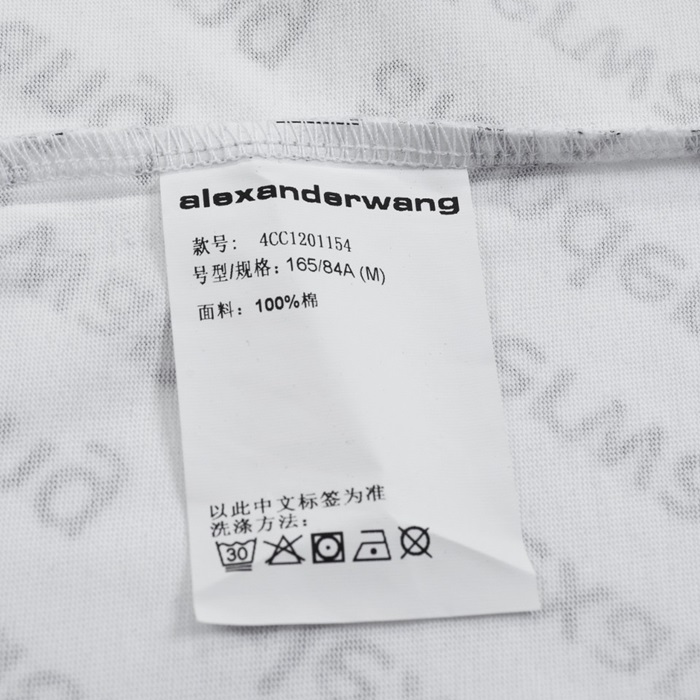 alexanderwang
款号： 4CC1201154
号型/规格：165/84A (M)
面料：100%棉
以此中文标签为准
洗涤方法：
30